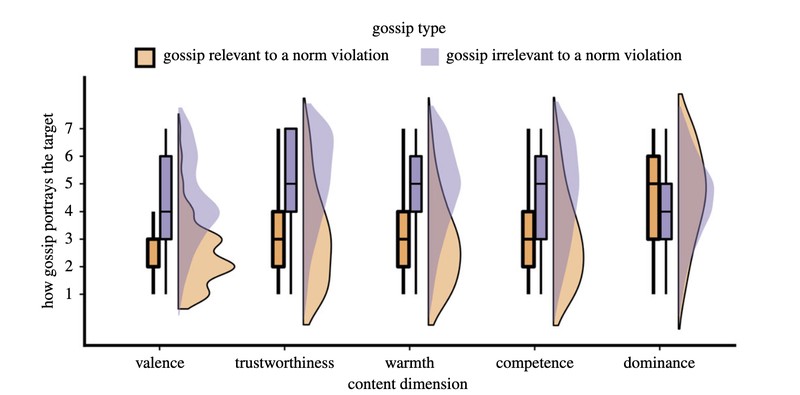 gossip type
gossip relevant to a norm violation gossip irrelevant to a norm violation
how gossip portrays the target
7
6
5
4
3
2
1
valence trustworthiness warmth competence dominance
content dimension